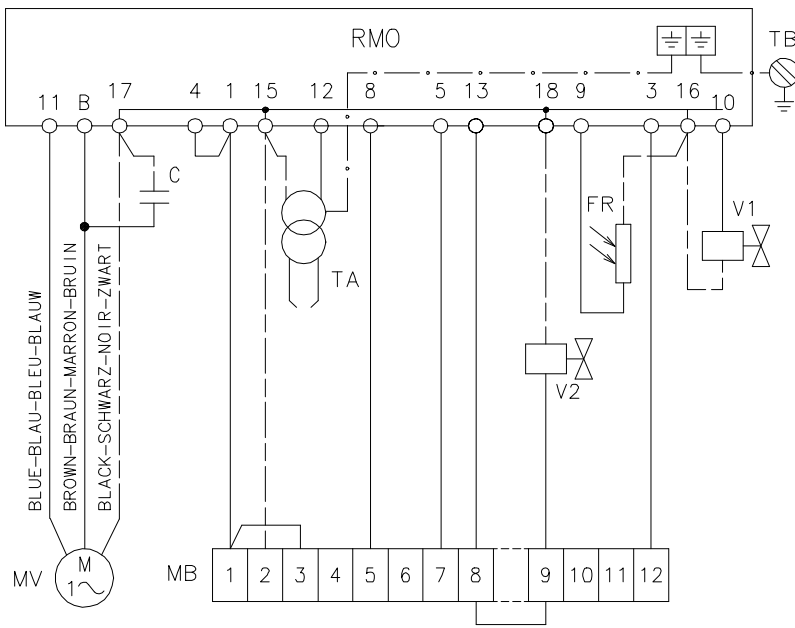 RMO
TB
11 B 17 4 1 15 12 8 5 13 18 9 3 16 10
C
FR
V1
TA
V2
BLUE-BLAU-BLEU-BLAUW
BROWN-BRAUN-MARRON-BRUIN
BLACK-SCHWARZ-NOIR-ZWART
MV
M
1~
MB
1 2 3 4 5 6 7 8 9 10 11 12